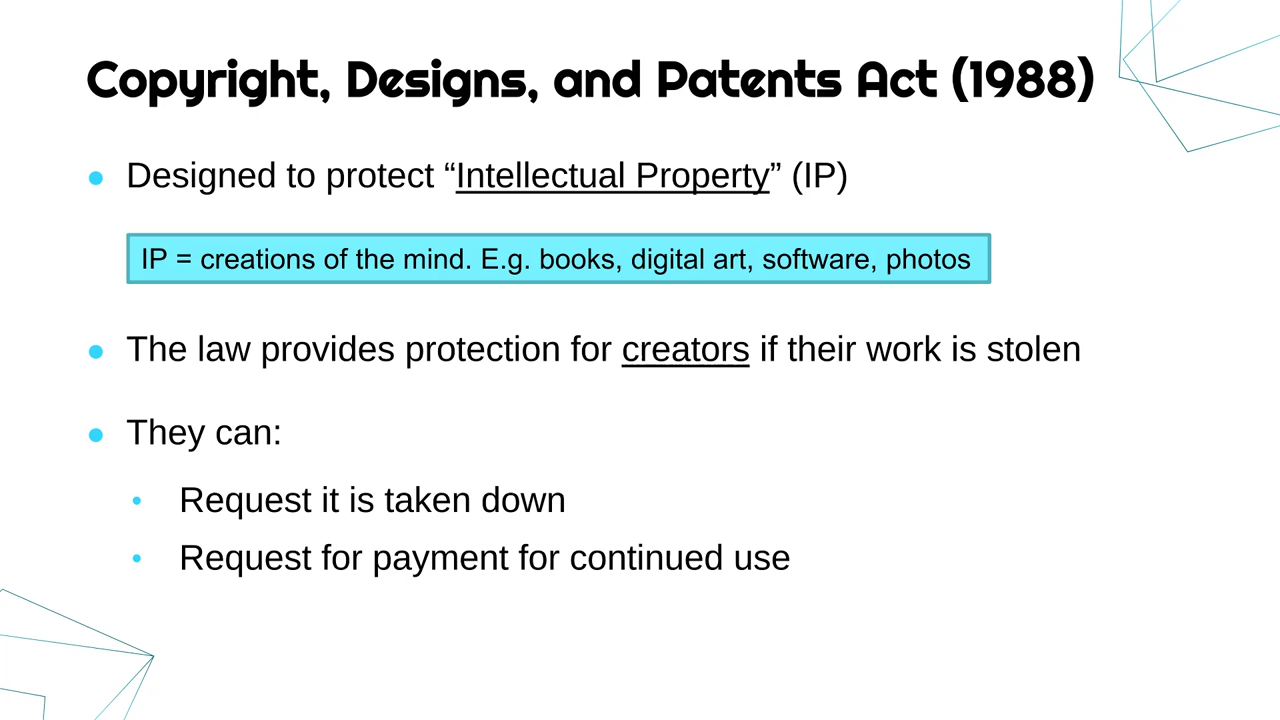 Copyright, Designs, and Patents Act (1988)
● Designed to protect “Intellectual Property” (IP)
IP = creations of the mind. E.g. books, digital art, software, photos
● The law provides protection for creators if their work is stolen
● They can:
• Request it is taken down
• Request for payment for continued use